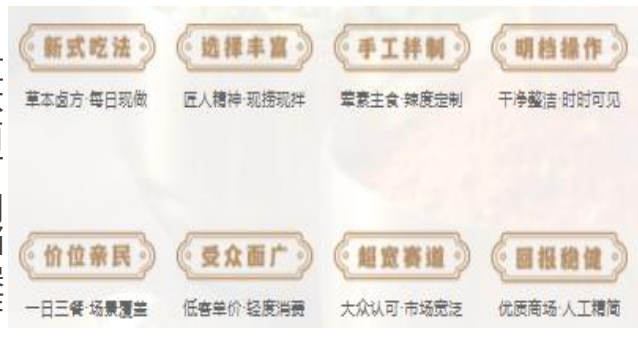 新式吃法 选择丰富 手工拌制 明档操作
草本卤方·每日现做 匠人精神·现捞现拌 荤素主食·辣度定制 干净整洁·时时可见
价位亲民 受众面广 超宽赛道 回报稳健
一日三餐·场景覆盖 低客单价·轻度消费 大众认可·市场宽泛 优质商场·人工精简